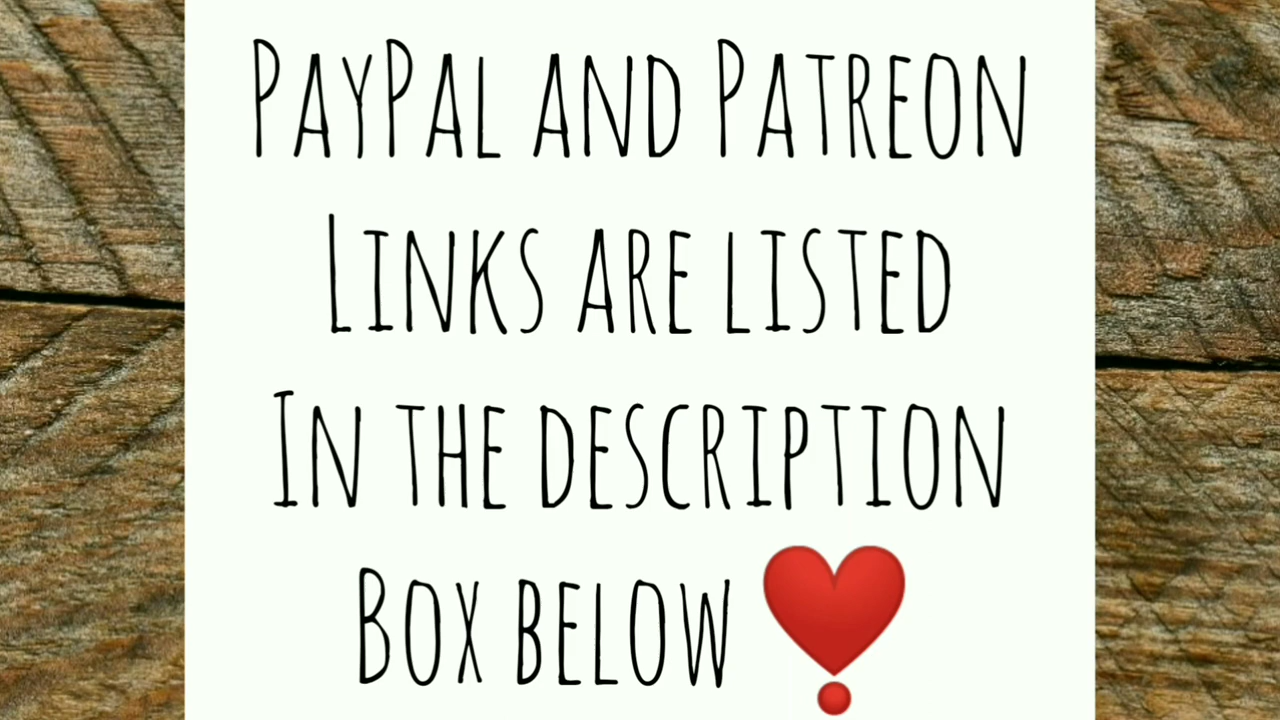 PayPal and Patreon
Links are listed
In the description
Box below ❣️